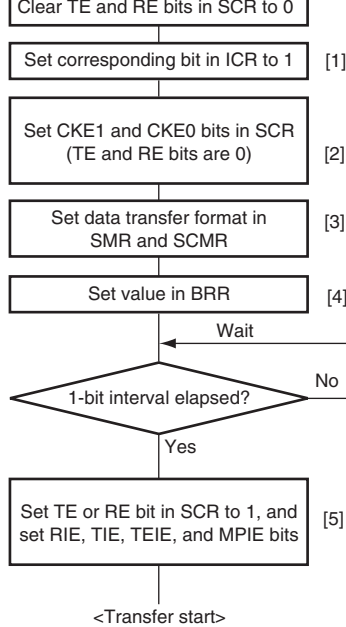 Clear TE and RE bits in SCR to 0
Set corresponding bit in ICR to 1
[1]
Set CKE1 and CKE0 bits in SCR
(TE and RE bits are 0)
[2]
Set data transfer format in
SMR and SCMR
[3]
Set value in BRR
[4]
Wait
1-bit interval elapsed?
No
Yes
Set TE or RE bit in SCR to 1, and
set RIE, TIE, TEIE, and MPIE bits
[5]
<Transfer start>